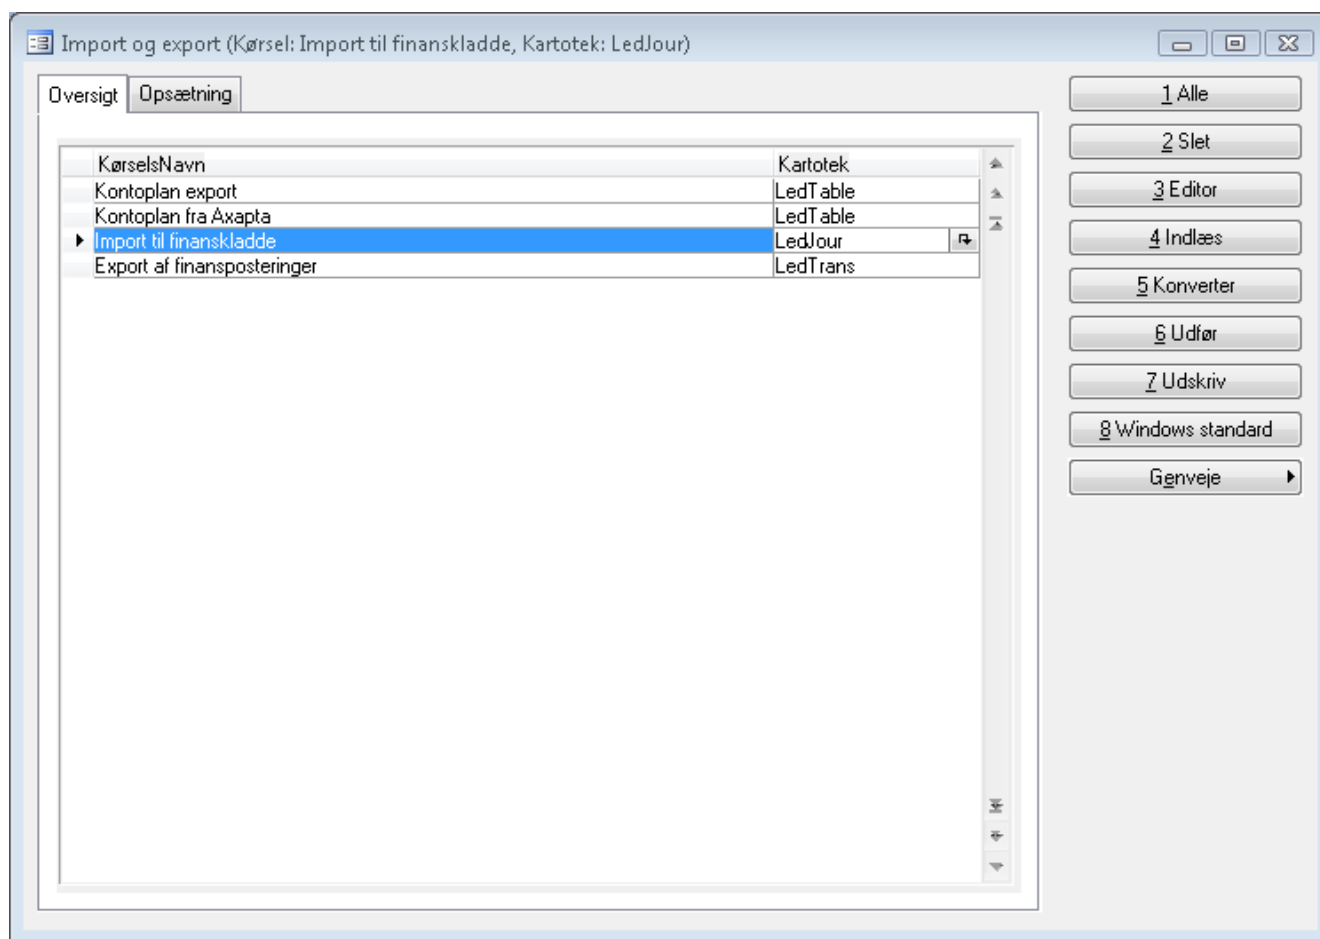 Import og export (Kørsel: Import til finanskladde, Kartotek: LedJour)
Oversigt Opsætning
KørselsNavn Kartotek
Kontoplan export LedTable
Kontoplan fra Axapta LedTable
Import til finanskladde LedJour
Export af finansposteringer LedTrans
1 Alle
2 Slet
3 Editor
4 Indlæs
5 Konverter
6 Udfør
7 Udskriv
8 Windows standard
Genveje